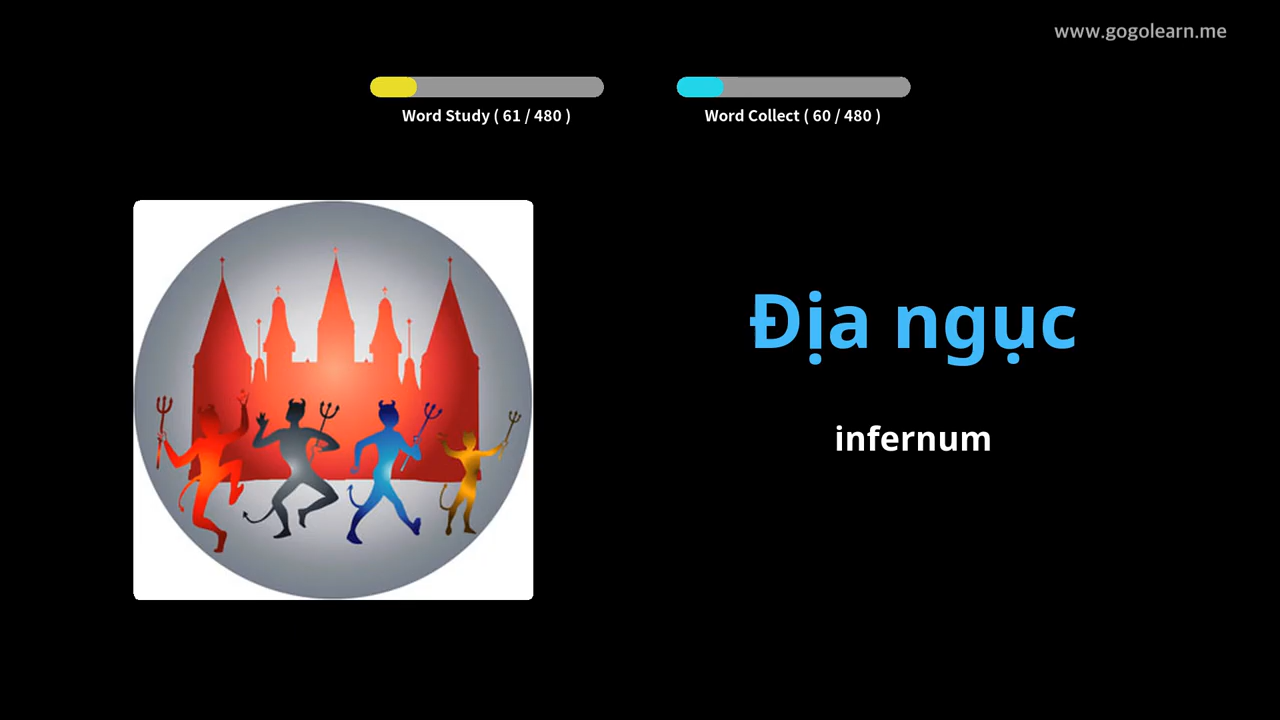 www.gogolearn.me
Word Study ( 61 / 480 )
Word Collect ( 60 / 480 )
Địa ngục
infernum